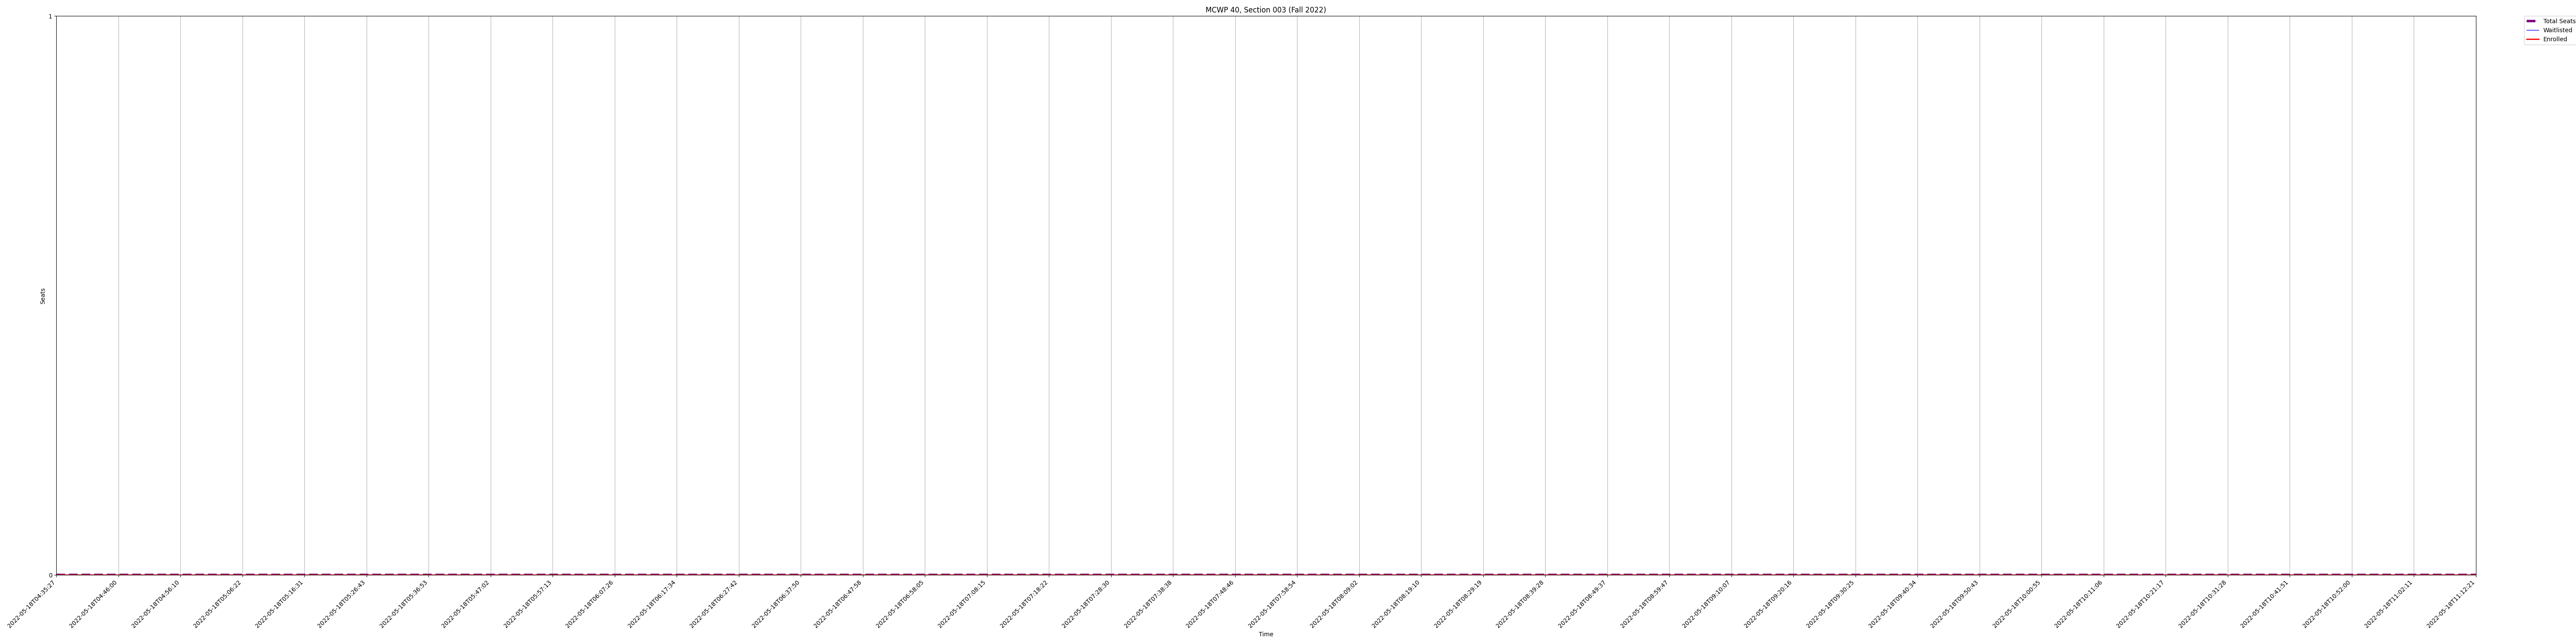 MCWP 40, Section 003 (Fall 2022)
Total Seats
Waitlisted
Enrolled
1
Seats
0
2022-05-18T04:35:27
2022-05-18T04:46:00
2022-05-18T04:56:10
2022-05-18T05:06:22
2022-05-18T05:16:31
2022-05-18T05:26:43
2022-05-18T05:36:53
2022-05-18T05:47:02
2022-05-18T05:57:13
2022-05-18T06:07:26
2022-05-18T06:17:34
2022-05-18T06:27:42
2022-05-18T06:37:50
2022-05-18T06:47:58
2022-05-18T06:58:05
2022-05-18T07:08:15
2022-05-18T07:18:22
2022-05-18T07:28:30
2022-05-18T07:38:38
2022-05-18T07:48:46
2022-05-18T07:58:54
2022-05-18T08:09:02
2022-05-18T08:19:10
2022-05-18T08:29:19
2022-05-18T08:39:28
2022-05-18T08:49:37
2022-05-18T08:59:47
2022-05-18T09:10:07
2022-05-18T09:20:16
2022-05-18T09:30:25
2022-05-18T09:40:34
2022-05-18T09:50:43
2022-05-18T10:00:55
2022-05-18T10:11:06
2022-05-18T10:21:17
2022-05-18T10:31:28
2022-05-18T10:41:51
2022-05-18T10:52:00
2022-05-18T11:02:11
2022-05-18T11:12:21
Time